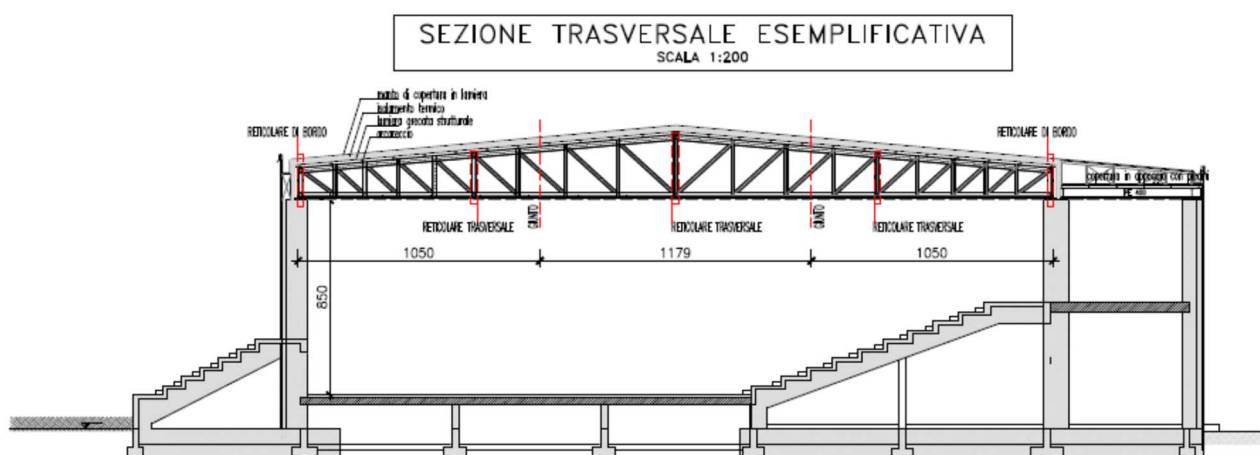 SEZIONE TRASVERSALE ESEMPLIFICATIVA
SCALA 1:200
manto di copertura in lamiera
isolamento termico
lamiera grecata strutturale
arcareccio
RETICOLARE DI BORDO
RETICOLARE DI BORDO
copertura in appoggio con piedini
HE 400
RETICOLARE TRASVERSALE
GIUNTO
RETICOLARE TRASVERSALE
GIUNTO
RETICOLARE TRASVERSALE
1050
1179
1050
850